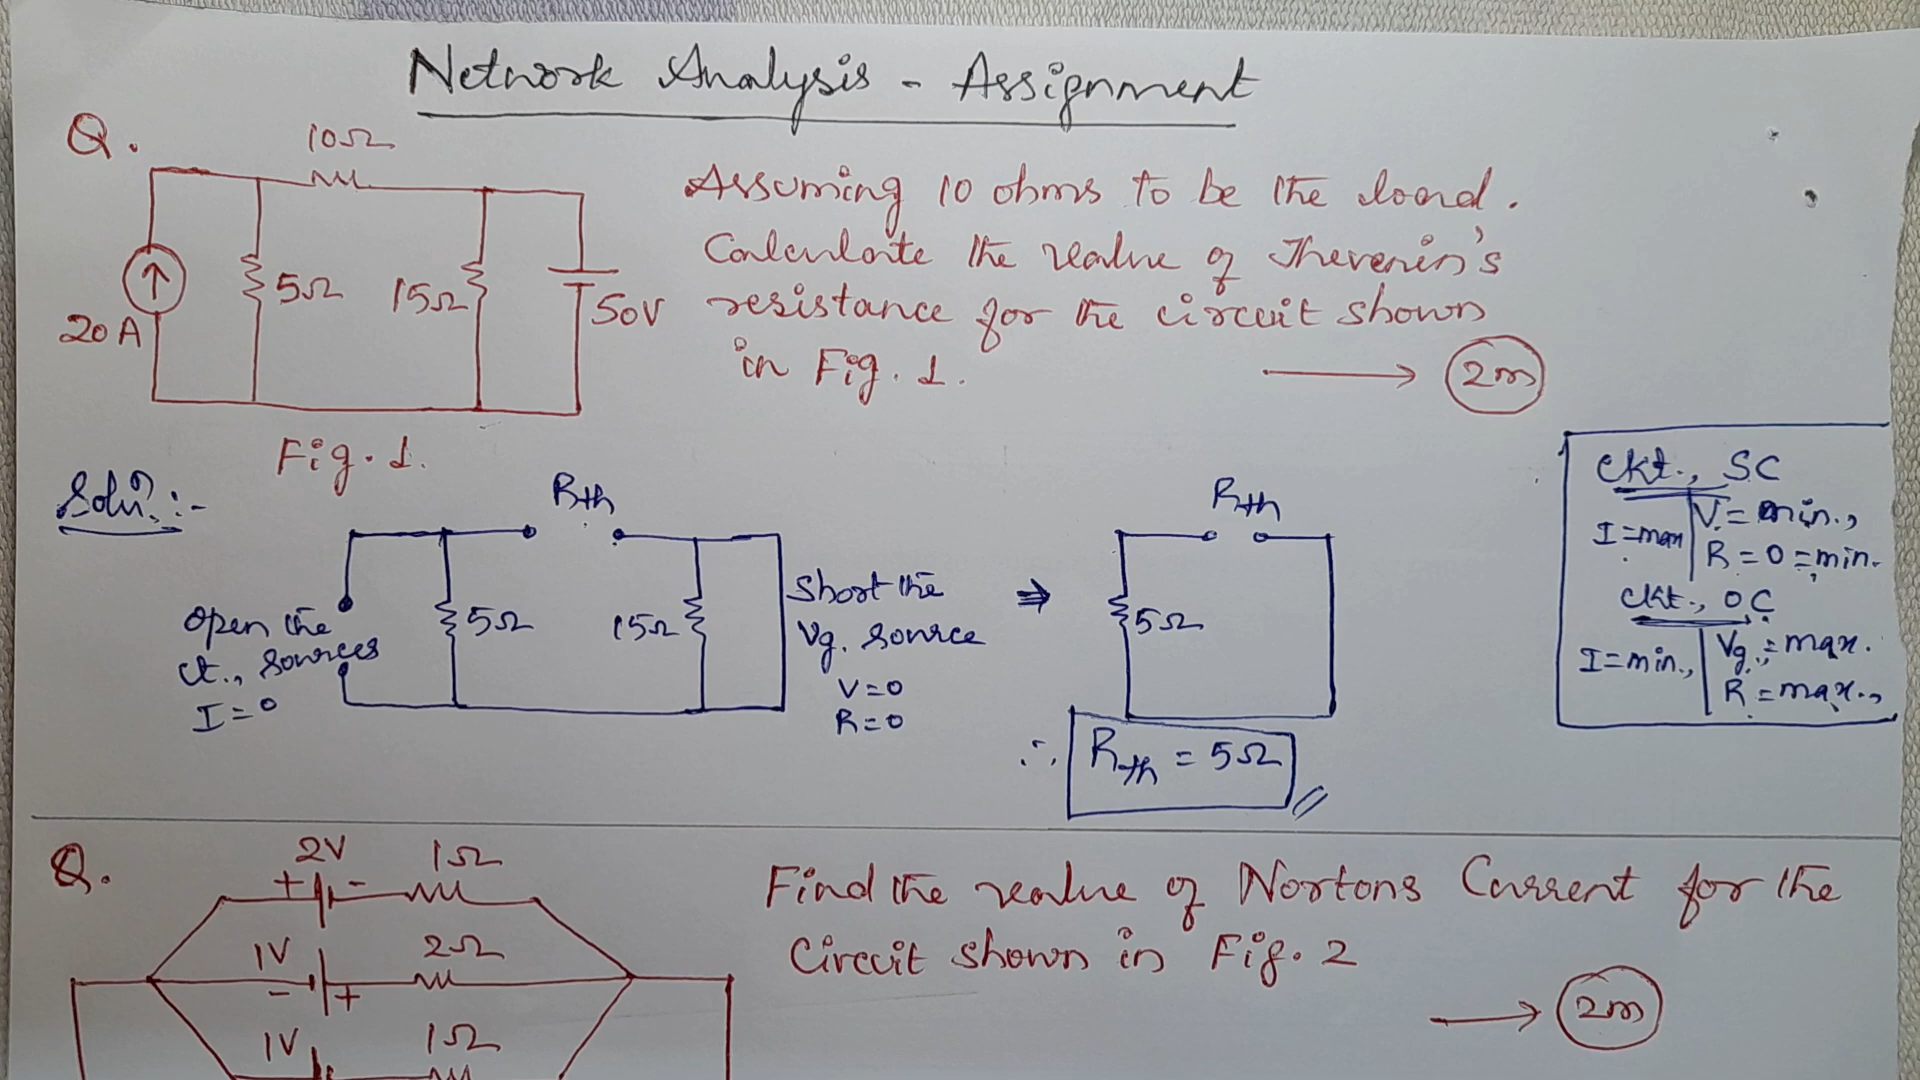 Network Analysis - Assignment
Q.
10Ω
20A
5Ω
15Ω
50V
Fig. 1.
Assuming 10 ohms to be the load.
Calculate the value of Thevenin's
resistance for the circuit shown
in Fig. 1.
2m
Soln. :-
Rth
Open the
ct., sources
I=0
5Ω
15Ω
Short the
Vg. source
V=0
R=0
⇒
Rth
5Ω
∴ Rth = 5Ω
Ckt., SC
I=max
V=min.,
R=0=min.
Ckt., OC
I=min.,
Vg.=max.
R=max.,
Q.
2V
1Ω
+ -
1V
2Ω
- +
1V
1Ω
Find the value of Nortons Current for the
Circuit shown in Fig. 2
2m